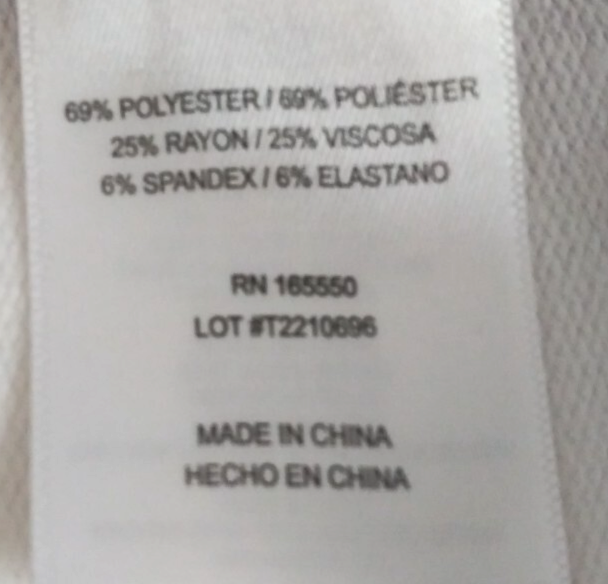 69% POLYESTER / 69% POLIÉSTER
25% RAYON / 25% VISCOSA
6% SPANDEX / 6% ELASTANO
RN 165550
LOT #T2210696
MADE IN CHINA
HECHO EN CHINA